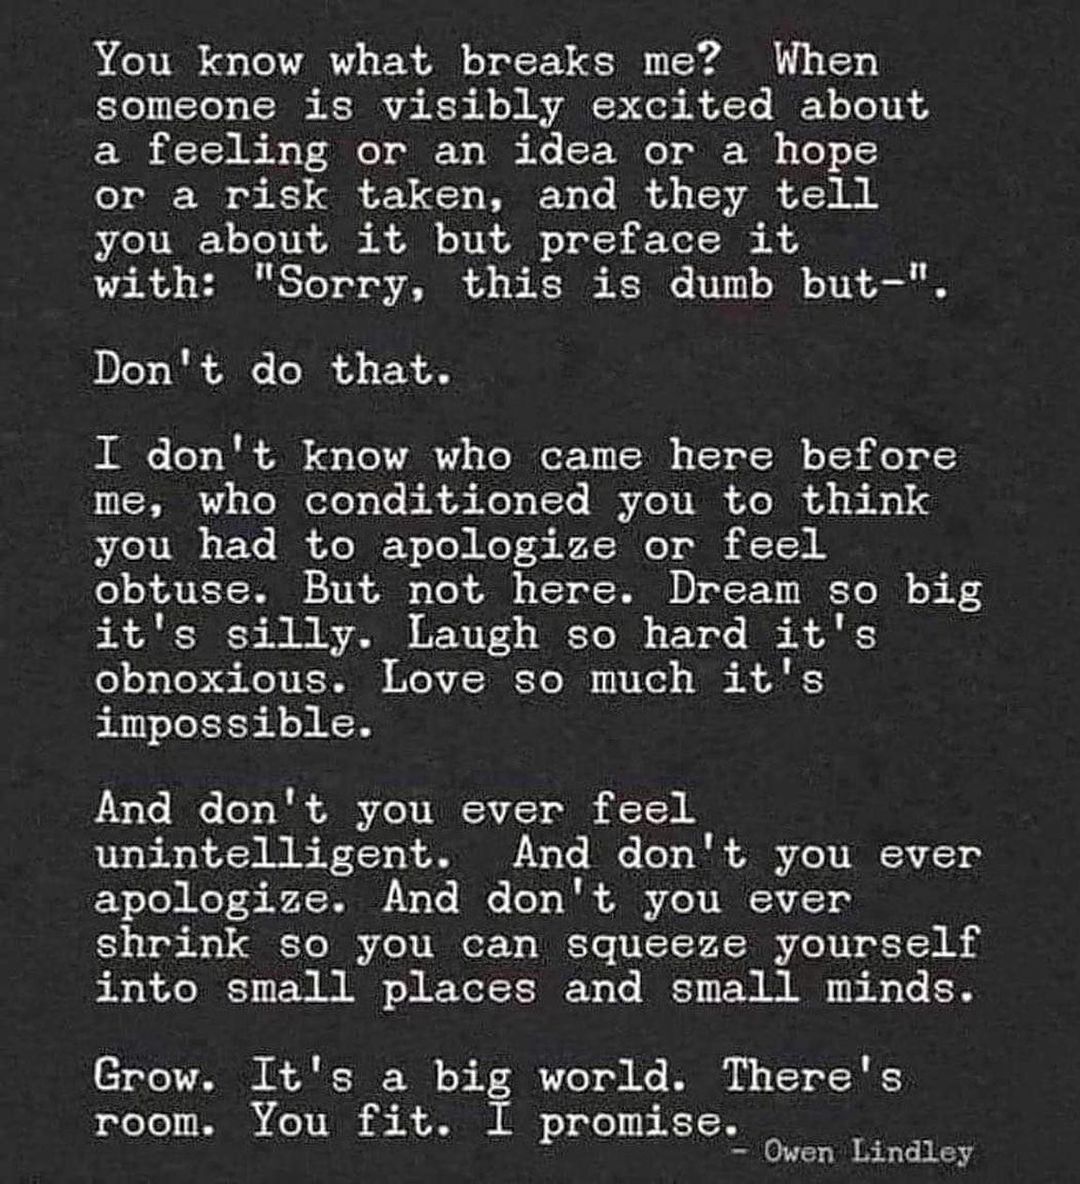 You know what breaks me?  When
someone is visibly excited about
a feeling or an idea or a hope
or a risk taken, and they tell
you about it but preface it
with: "Sorry, this is dumb but-".
Don't do that.
I don't know who came here before
me, who conditioned you to think
you had to apologize or feel
obtuse. But not here. Dream so big
it's silly. Laugh so hard it's
obnoxious. Love so much it's
impossible.
And don't you ever feel
unintelligent.  And don't you ever
apologize. And don't you ever
shrink so you can squeeze yourself
into small places and small minds.
Grow. It's a big world. There's
room. You fit. I promise.
- Owen Lindley